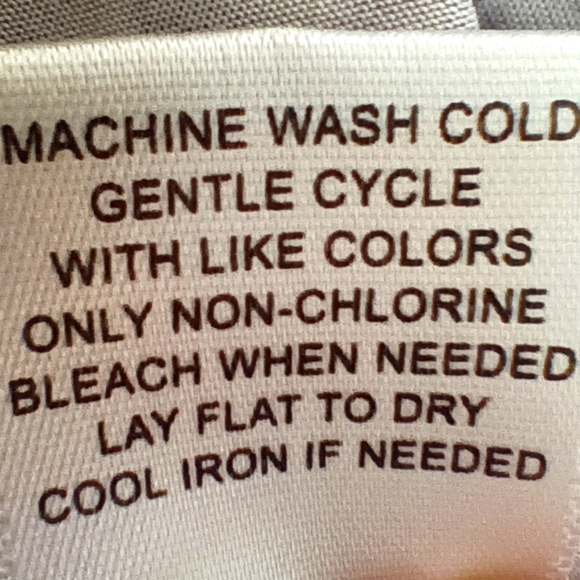 MACHINE WASH COLD
GENTLE CYCLE
WITH LIKE COLORS
ONLY NON-CHLORINE
BLEACH WHEN NEEDED
LAY FLAT TO DRY
COOL IRON IF NEEDED